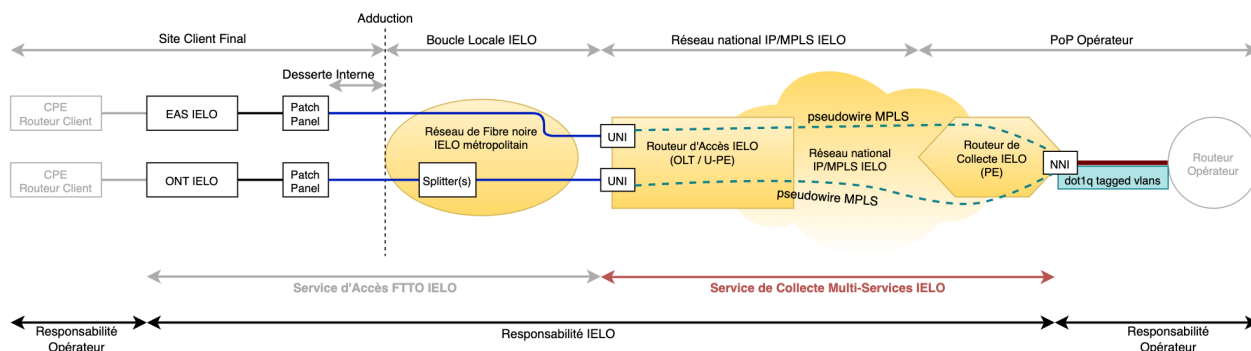 Adduction
Site Client Final
Boucle Locale IELO
Réseau national IP/MPLS IELO
PoP Opérateur
Desserte Interne
CPE
Routeur Client
EAS IELO
Patch
Panel
Réseau de Fibre noire
IELO métropolitain
UNI
pseudowire MPLS
Routeur d'Accès IELO
(OLT / U-PE)
Réseau national
IP/MPLS IELO
Routeur de
Collecte IELO
(PE)
NNI
dot1q tagged vlans
Routeur
Opérateur
CPE
Routeur Client
ONT IELO
Patch
Panel
Splitter(s)
UNI
pseudowire MPLS
Service d'Accès FTTO IELO
Service de Collecte Multi-Services IELO
Responsabilité
Opérateur
Responsabilité IELO
Responsabilité
Opérateur